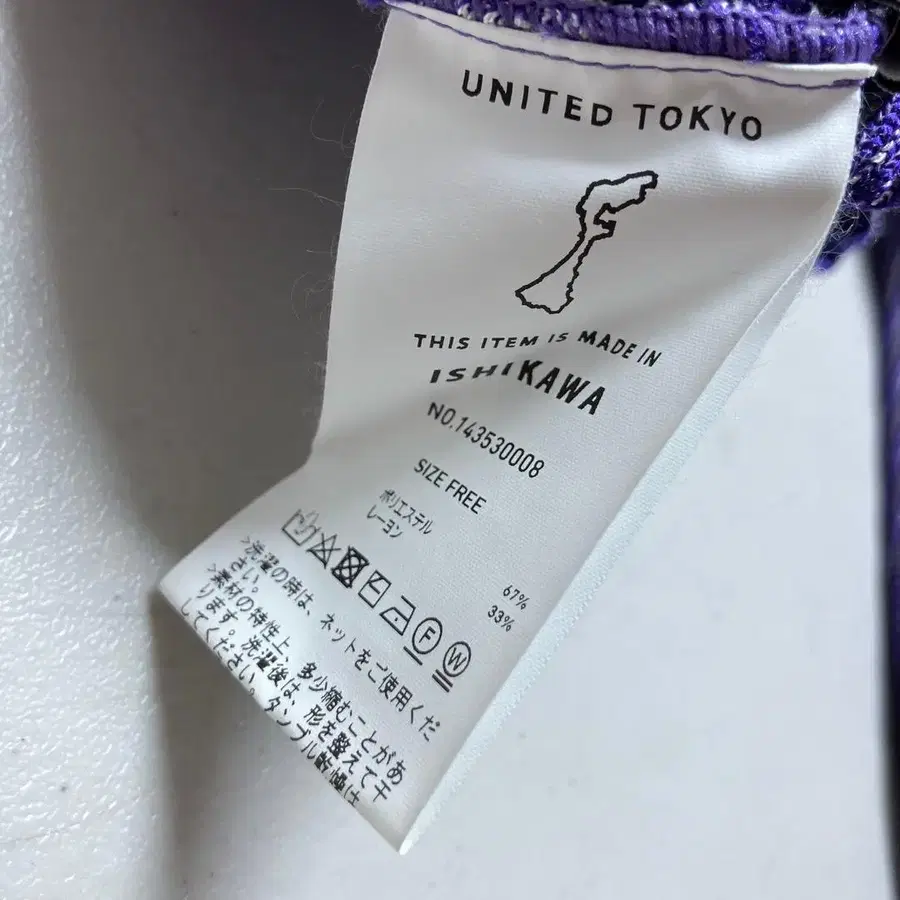 UNITED TOKYO
THIS ITEM IS MADE IN
ISHIKAWA
NO.143530008
SIZE FREE
ポリエステル 67%
レーヨン 33%
F W
>洗濯の時は、ネットをご使用くだ
さい。
>素材の特性上、多少縮むことがあ
ります。洗濯後は、形を整えて干
してください。タンブル乾燥は